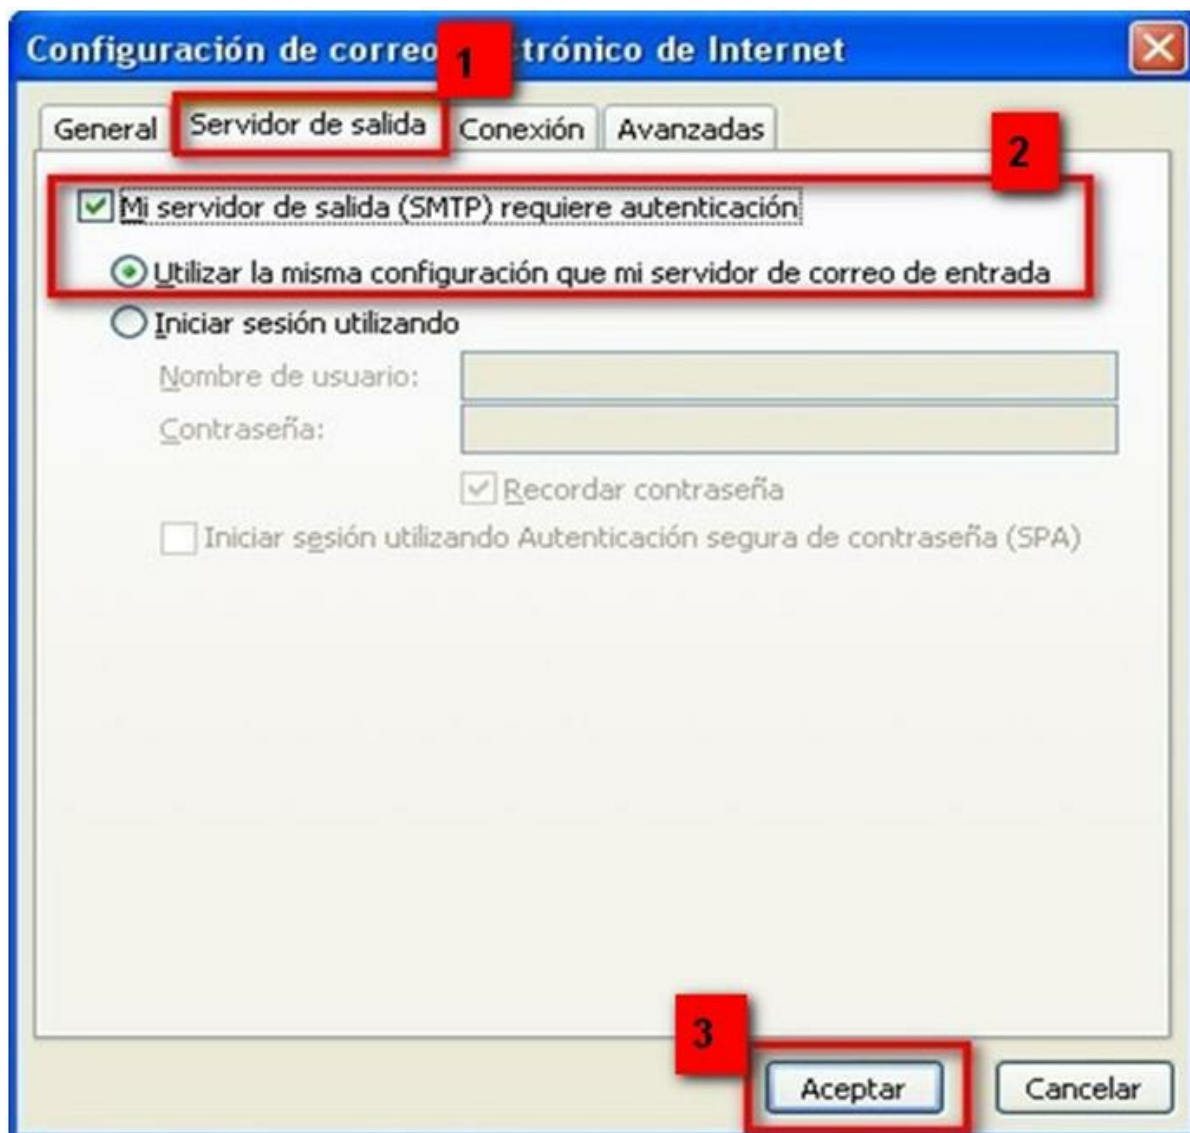 Configuración de correo trónico de Internet
1
General Servidor de salida Conexión Avanzadas
2
Mi servidor de salida (SMTP) requiere autenticación
Utilizar la misma configuración que mi servidor de correo de entrada
Iniciar sesión utilizando
Nombre de usuario:
Contraseña:
Recordar contraseña
Iniciar sesión utilizando Autenticación segura de contraseña (SPA)
3
Aceptar Cancelar